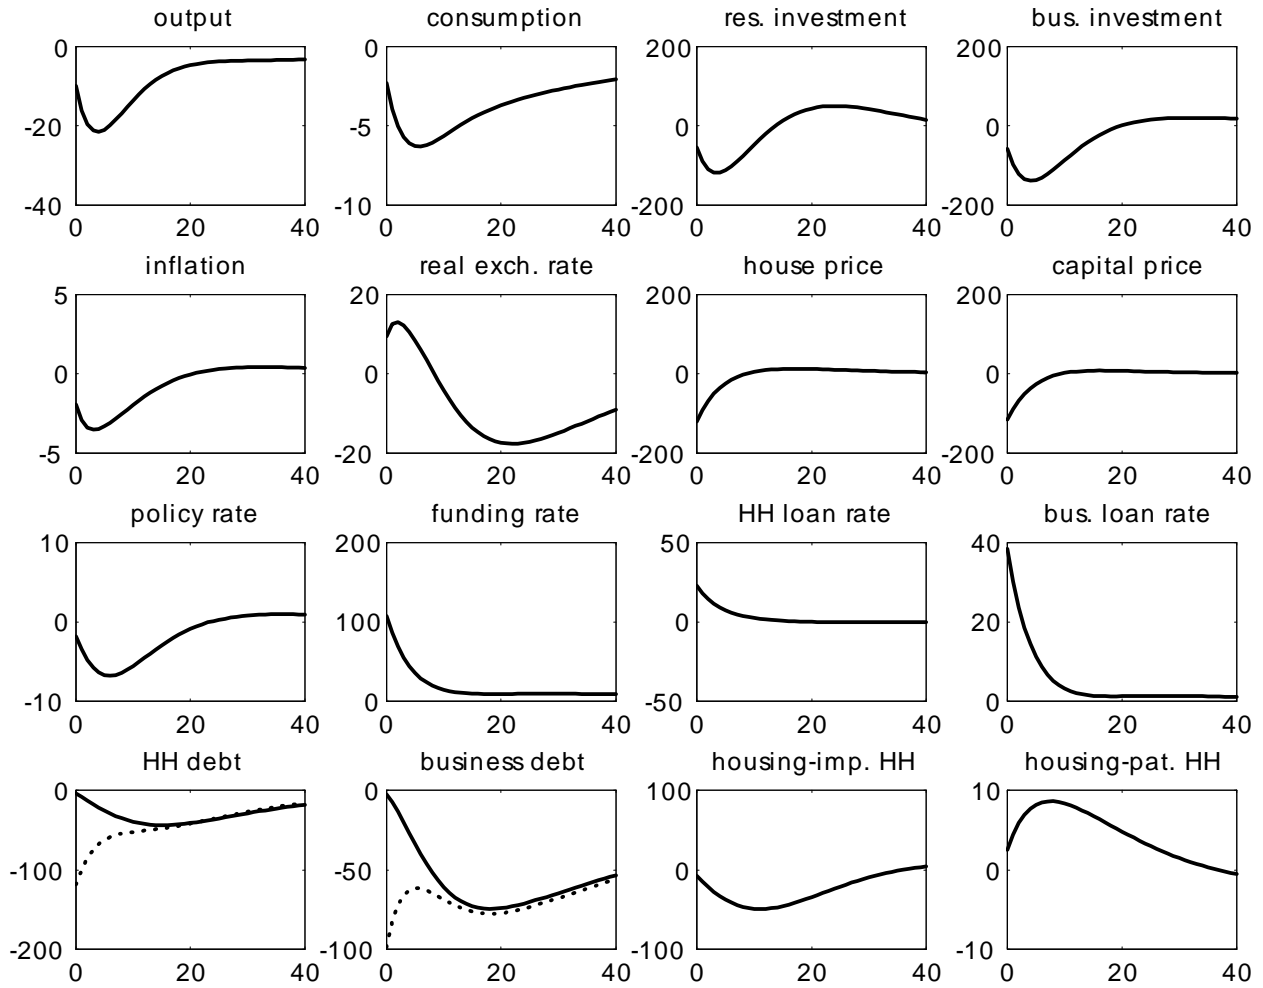 output consumption res. investment bus. investment
0 0 200 200
-20 -5 0 0
-40 -10 -200 -200
0 20 40 0 20 40 0 20 40 0 20 40
inflation real exch. rate house price capital price
5 20 200 200
0 0 0 0
-5 -20 -200 -200
0 20 40 0 20 40 0 20 40 0 20 40
policy rate funding rate HH loan rate bus. loan rate
10 200 50 40
0 100 0 20
-10 0 -50 0
0 20 40 0 20 40 0 20 40 0 20 40
HH debt business debt housing-imp. HH housing-pat. HH
0 0 100 10
-100 -50 0 0
-200 -100 -100 -10
0 20 40 0 20 40 0 20 40 0 20 40